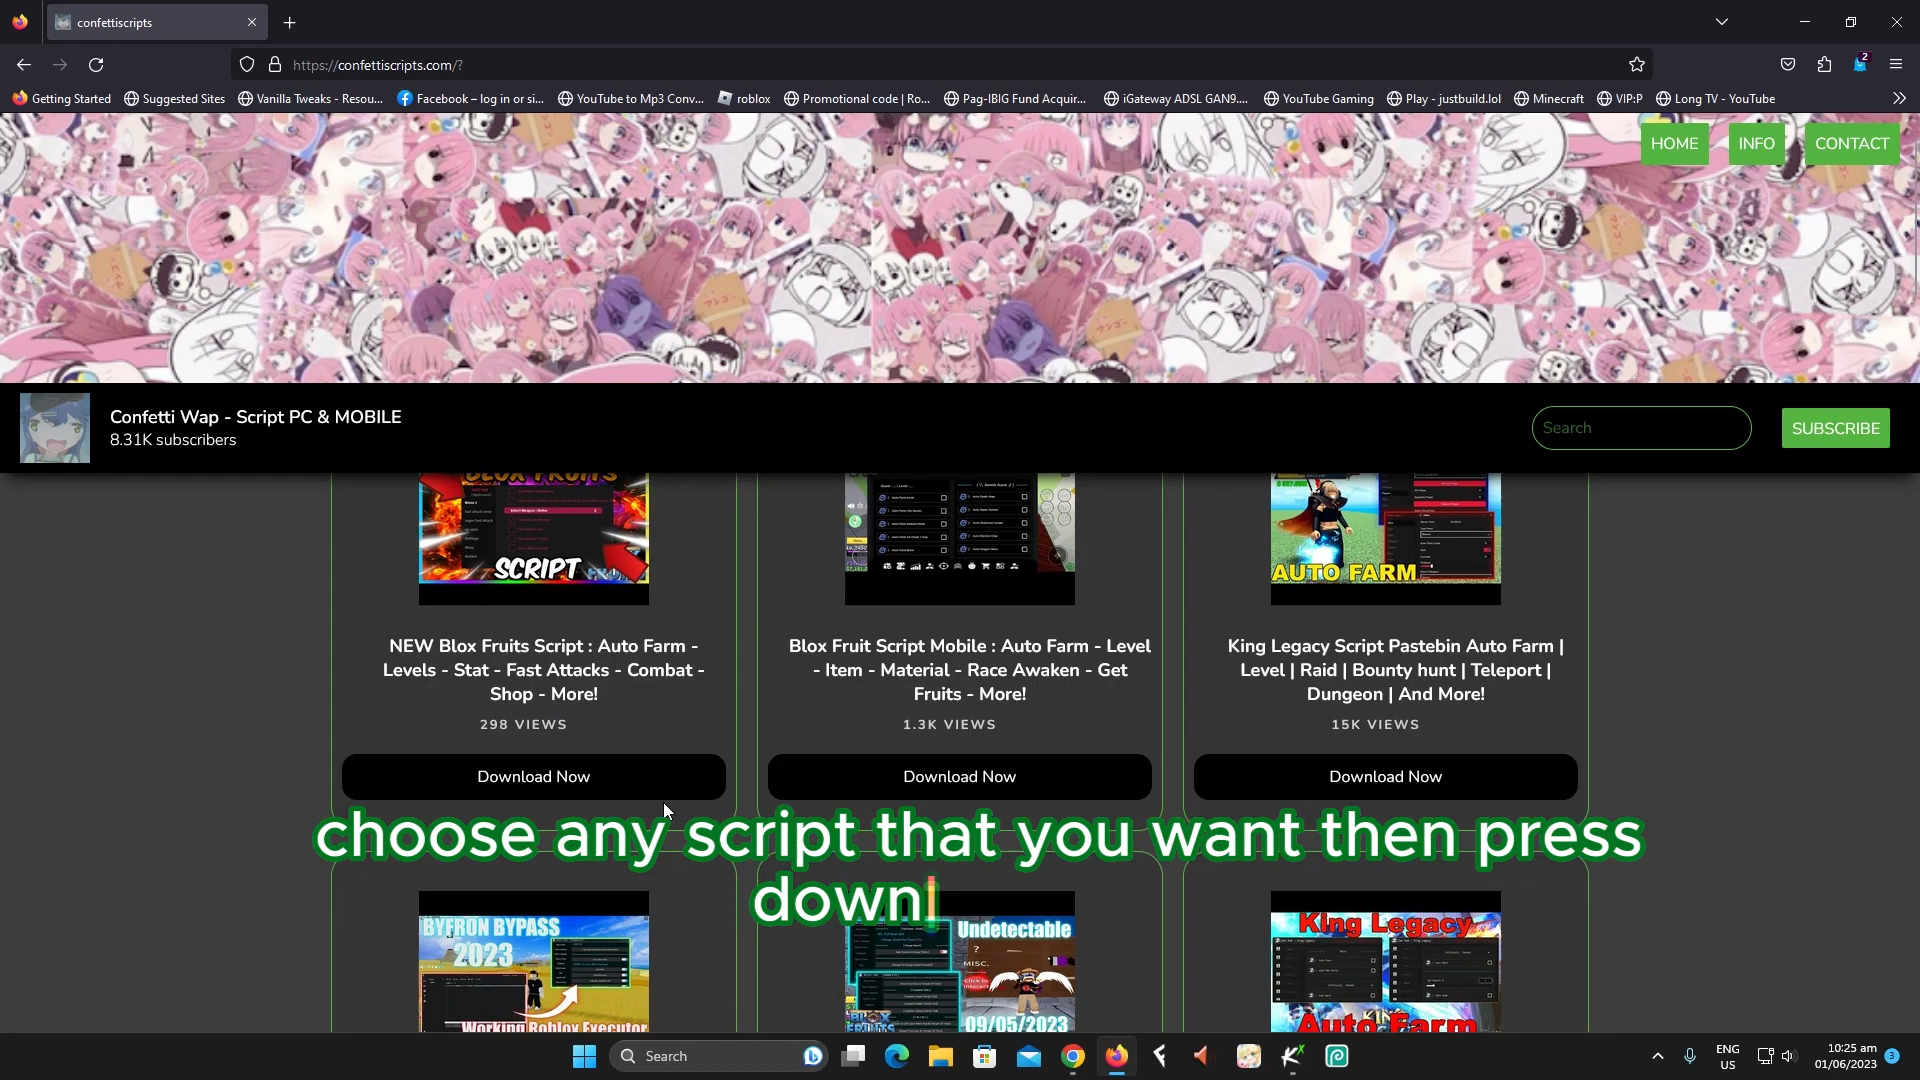 confettiscripts
https://confettiscripts.com/?
Getting Started
Suggested Sites
Vanilla Tweaks - Resou...
Facebook – log in or si...
YouTube to Mp3 Conv...
roblox
Promotional code | Ro...
Pag-IBIG Fund Acquir...
iGateway ADSL GAN9....
YouTube Gaming
Play - justbuild.lol
Minecraft
VIP:P
Long TV - YouTube
2
HOME
INFO
CONTACT
Confetti Wap - Script PC & MOBILE
8.31K subscribers
Search
SUBSCRIBE
BLOX FRUITS
SCRIPT
AUTO FARM
NEW Blox Fruits Script : Auto Farm -
Levels - Stat - Fast Attacks - Combat -
Shop - More!
298 VIEWS
Download Now
Blox Fruit Script Mobile : Auto Farm - Level
- Item - Material - Race Awaken - Get
Fruits - More!
1.3K VIEWS
Download Now
King Legacy Script Pastebin Auto Farm |
Level | Raid | Bounty hunt | Teleport |
Dungeon | And More!
15K VIEWS
Download Now
choose any script that you want then press
down
BYFRON BYPASS
2023
Working Roblox Executor
Undetectable
?
MISC.
BLOX
FRUITS
09/05/2023
King Legacy
Auto Farm
Search
ENG
US
10:25 am
01/06/2023
3